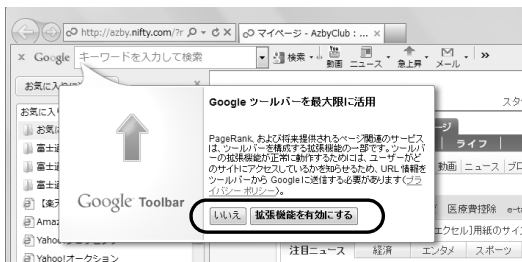 http://azby.nifty.com/?r
マイページ - AzbyClub : ... ×
x Google キーワードを入力して検索
検索
動画
ニュース
急上昇
メール
»
お気に入り
スタ
お気に入
お気
富士通
富士通
富士通
【楽天
Amaz
Yahoo!
Yahoo!オークション
Google Toolbar
Google ツールバーを最大限に活用
PageRank、および将来提供されるページ関連のサービス
は、ツールバーを構成する拡張機能の一部です。ツールバ
ーの拡張機能が正常に動作するためには、ユーザーがど
のサイトにアクセスしているかを知らせるため、URL 情報を
ツールバーから Google に送信する必要があります(プラ
イバシー ポリシー)。
いいえ
拡張機能を有効にする
ージ
ライフ
動画
ニュース
ブロ
医療費控除
e-t
エクセル]用紙のサイ
注目ニュース
経済
エンタメ
スポーツ